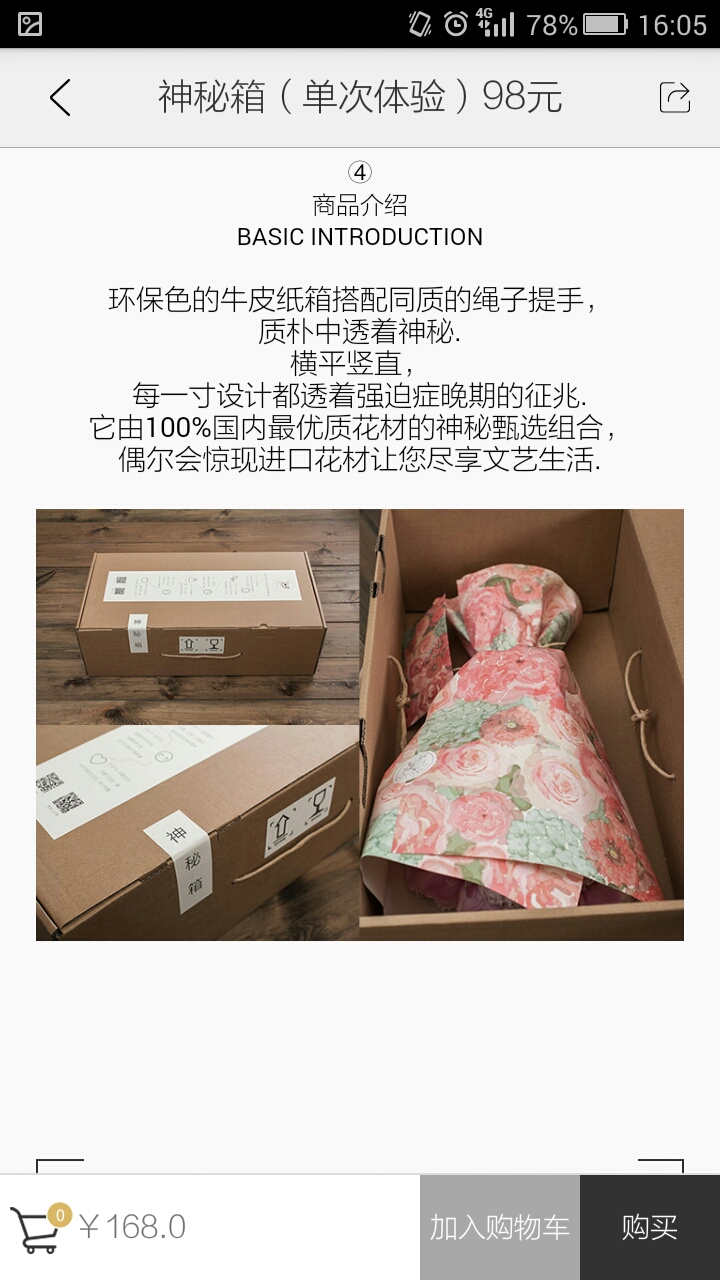 4G 78% 16:05
神秘箱（单次体验）98元
④
商品介绍
BASIC INTRODUCTION
环保色的牛皮纸箱搭配同质的绳子提手，
质朴中透着神秘.
横平竖直，
每一寸设计都透着强迫症晚期的征兆.
它由100%国内最优质花材的神秘甄选组合，
偶尔会惊现进口花材让您尽享文艺生活.
神秘箱
神秘箱
0
￥168.0
加入购物车
购买